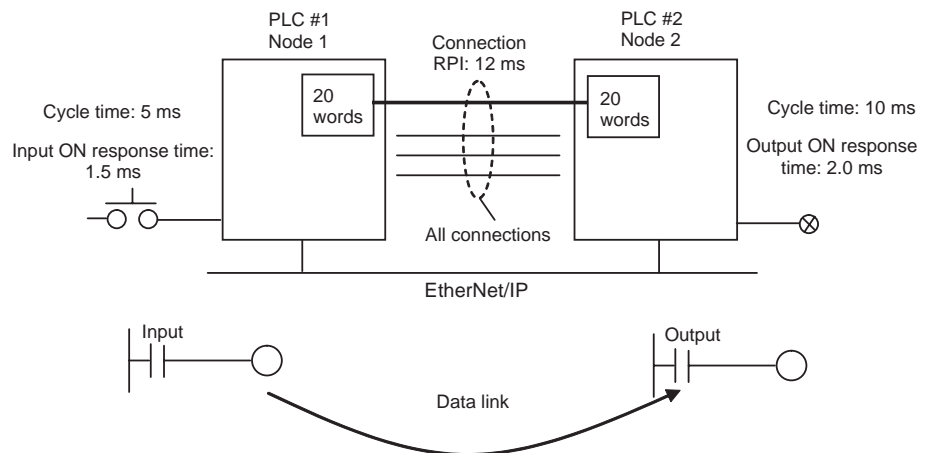 PLC #1
Node 1
PLC #2
Node 2
Connection
RPI: 12 ms
20
words
20
words
Cycle time: 5 ms
Input ON response time:
1.5 ms
Cycle time: 10 ms
Output ON response
time: 2.0 ms
All connections
EtherNet/IP
Input
Output
Data link